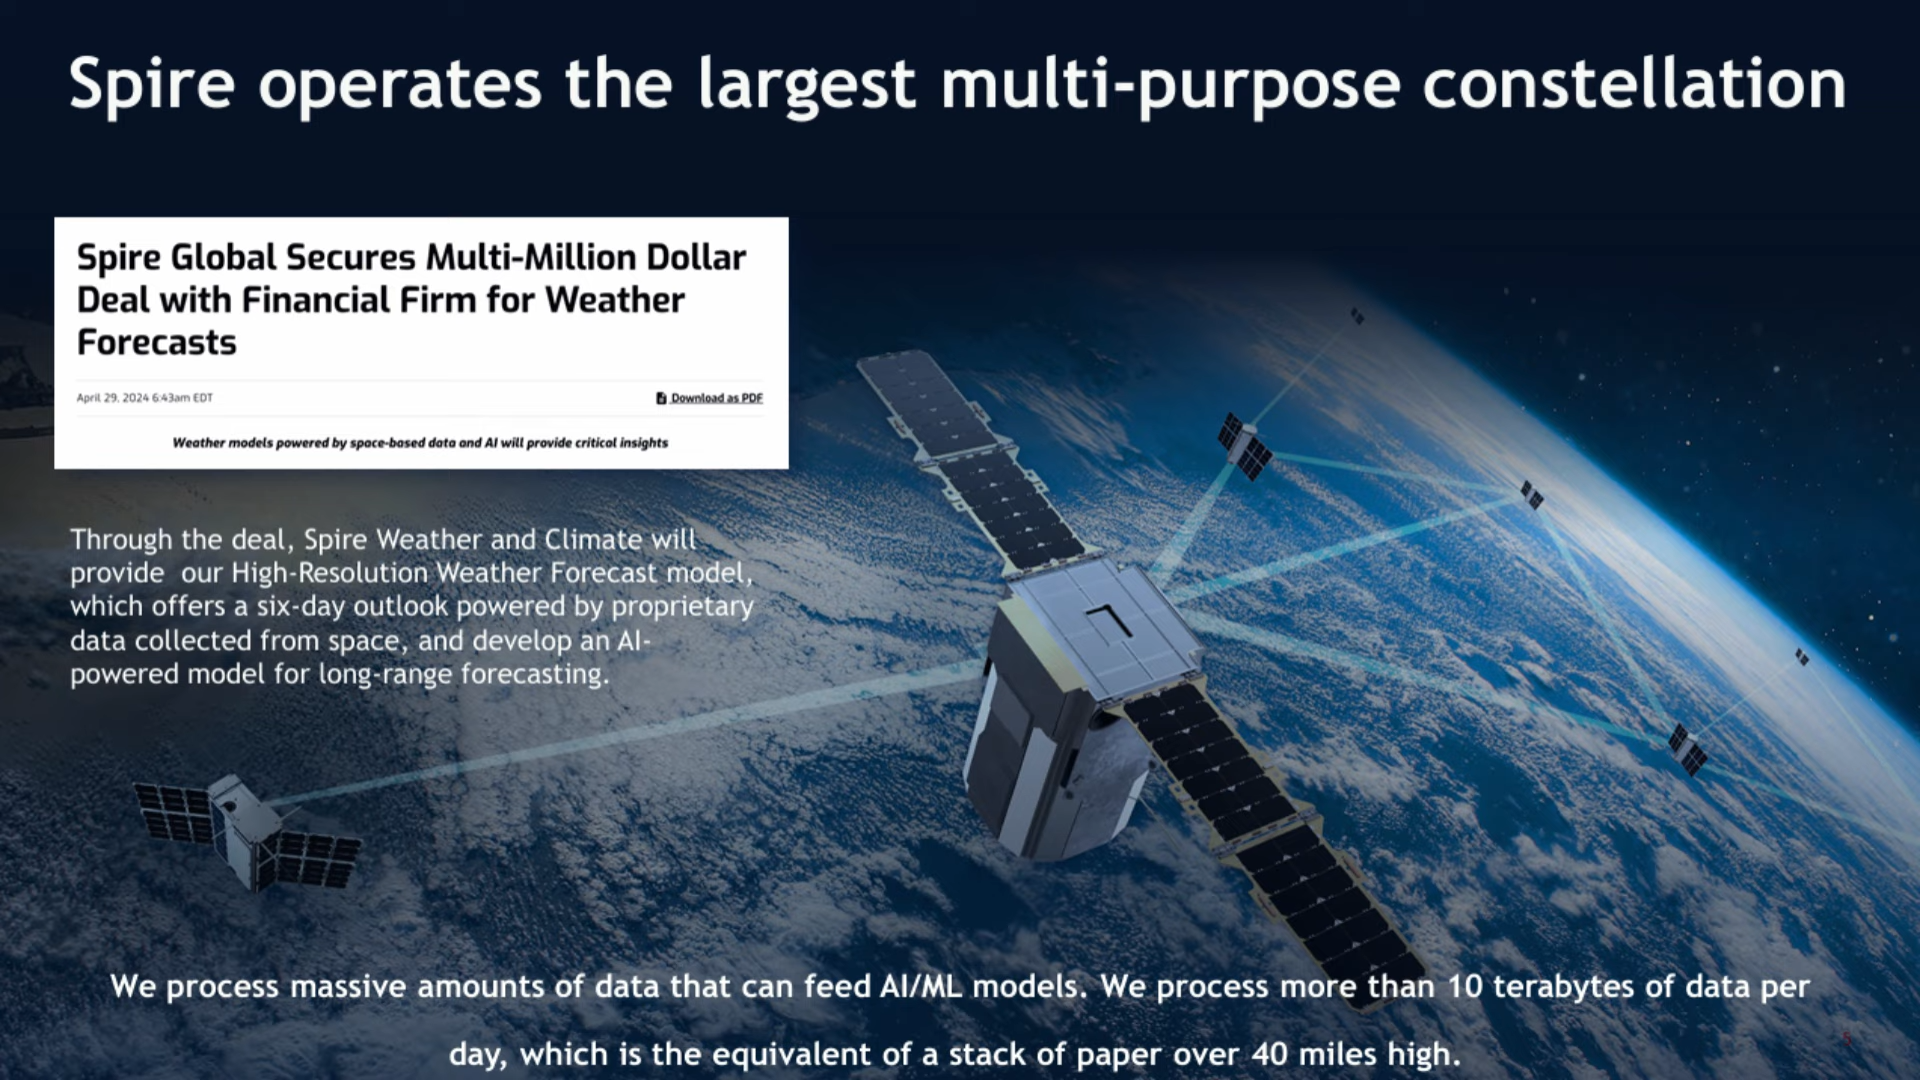 Spire operates the largest multi-purpose constellation
Spire Global Secures Multi-Million Dollar
Deal with Financial Firm for Weather
Forecasts
April 29, 2024 6:43am EDT
Download as PDF
Weather models powered by space-based data and AI will provide critical insights
Through the deal, Spire Weather and Climate will
provide our High-Resolution Weather Forecast model,
which offers a six-day outlook powered by proprietary
data collected from space, and develop an AI-
powered model for long-range forecasting.
We process massive amounts of data that can feed AI/ML models. We process more than 10 terabytes of data per
day, which is the equivalent of a stack of paper over 40 miles high.